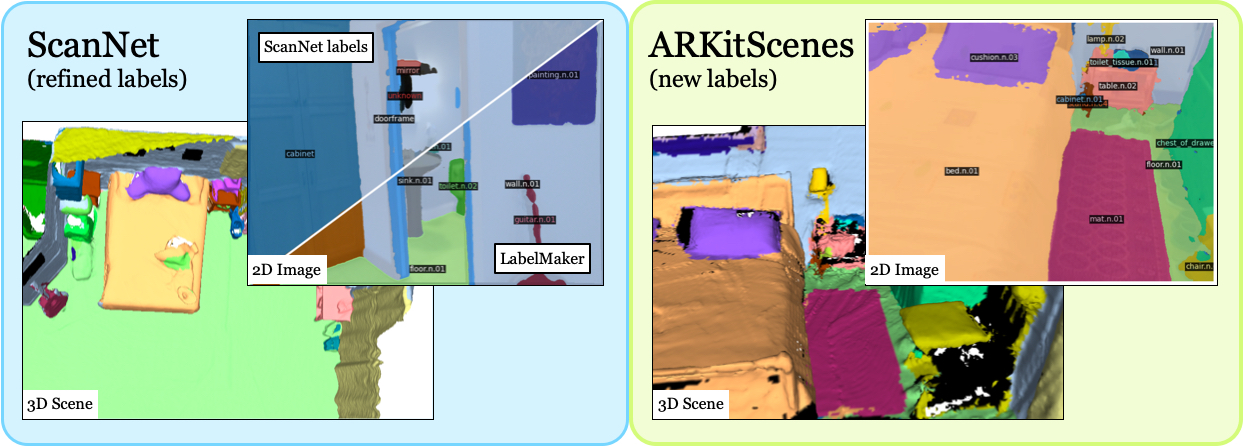 ScanNet
(refined labels)
ScanNet labels
mirror
painting.n.01
unknown
doorframe
cabinet
n.01
sink.n.01
toilet.n.02
wall.n.01
guitar.n.01
LabelMaker
2D Image
floor.n.01
3D Scene
ARKitScenes
(new labels)
lamp.n.02
wall.n.01
cushion.n.03
toilet_tissue.n.01
table.n.02
cabinet.n.01
chest_of_drawe
floor.n.01
bed.n.01
mat.n.01
chair.n.
2D Image
3D Scene